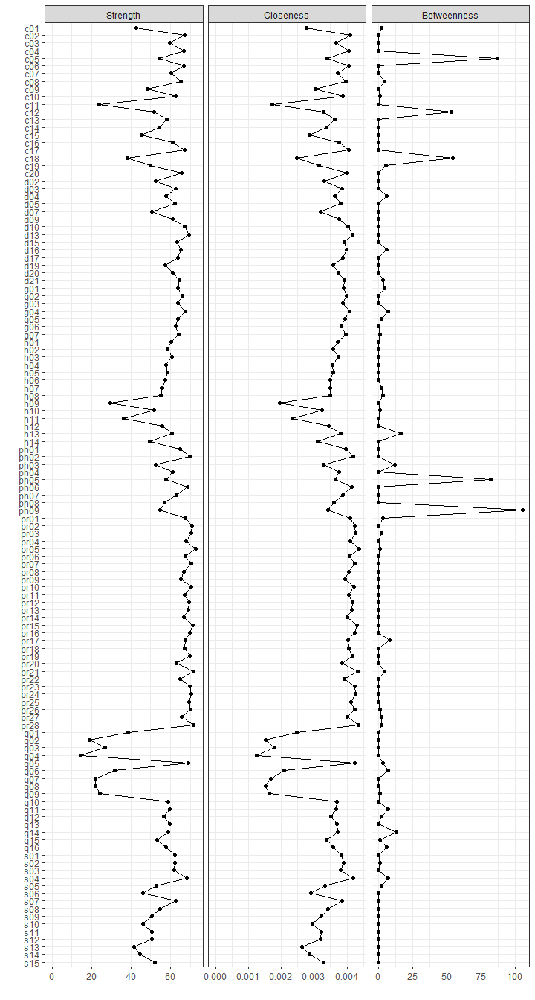 Strength Closeness Betweenness
c01
c02
c03
c04
c05
c06
c07
c08
c09
c10
c11
c12
c13
c14
c15
c16
c17
c18
c19
c20
d02
d03
d04
d05
d07
d09
d10
d13
d15
d16
d17
d19
d20
d21
g01
g02
g03
g04
g05
g06
g07
h01
h02
h03
h04
h05
h06
h07
h08
h09
h10
h11
h12
h13
h14
ph01
ph02
ph03
ph04
ph05
ph06
ph07
ph08
ph09
pr01
pr02
pr03
pr04
pr05
pr06
pr07
pr08
pr09
pr10
pr11
pr12
pr13
pr14
pr15
pr16
pr17
pr18
pr19
pr20
pr21
pr22
pr23
pr24
pr25
pr26
pr27
pr28
q01
q02
q03
q04
q05
q06
q07
q08
q09
q10
q11
q12
q13
q14
q15
q16
s01
s02
s03
s04
s05
s06
s07
s08
s09
s10
s11
s12
s13
s14
s15
0 20 40 60 0.000 0.001 0.002 0.003 0.004 0 25 50 75 100